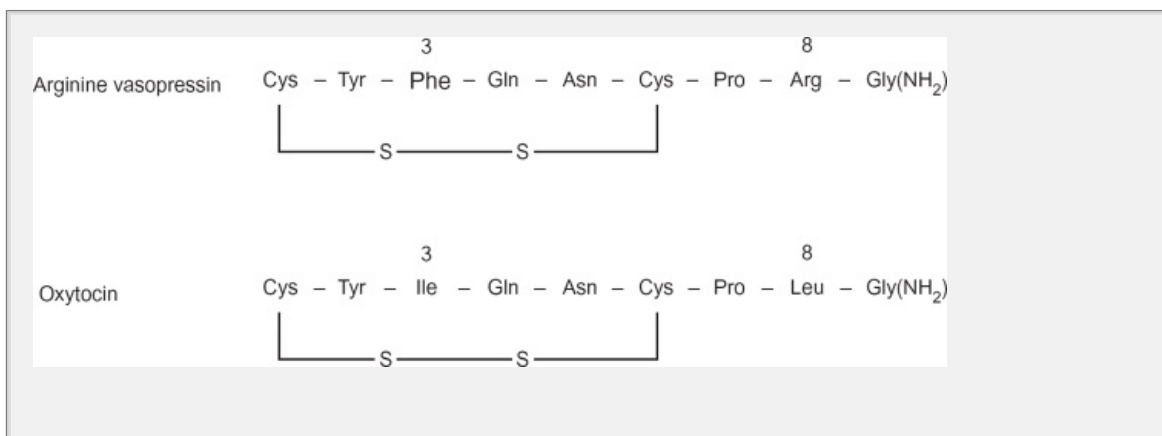 3 8
Arginine vasopressin Cys – Tyr – Phe – Gln – Asn – Cys – Pro – Arg – Gly(NH₂)
S S
3 8
Oxytocin Cys – Tyr – Ile – Gln – Asn – Cys – Pro – Leu – Gly(NH₂)
S S